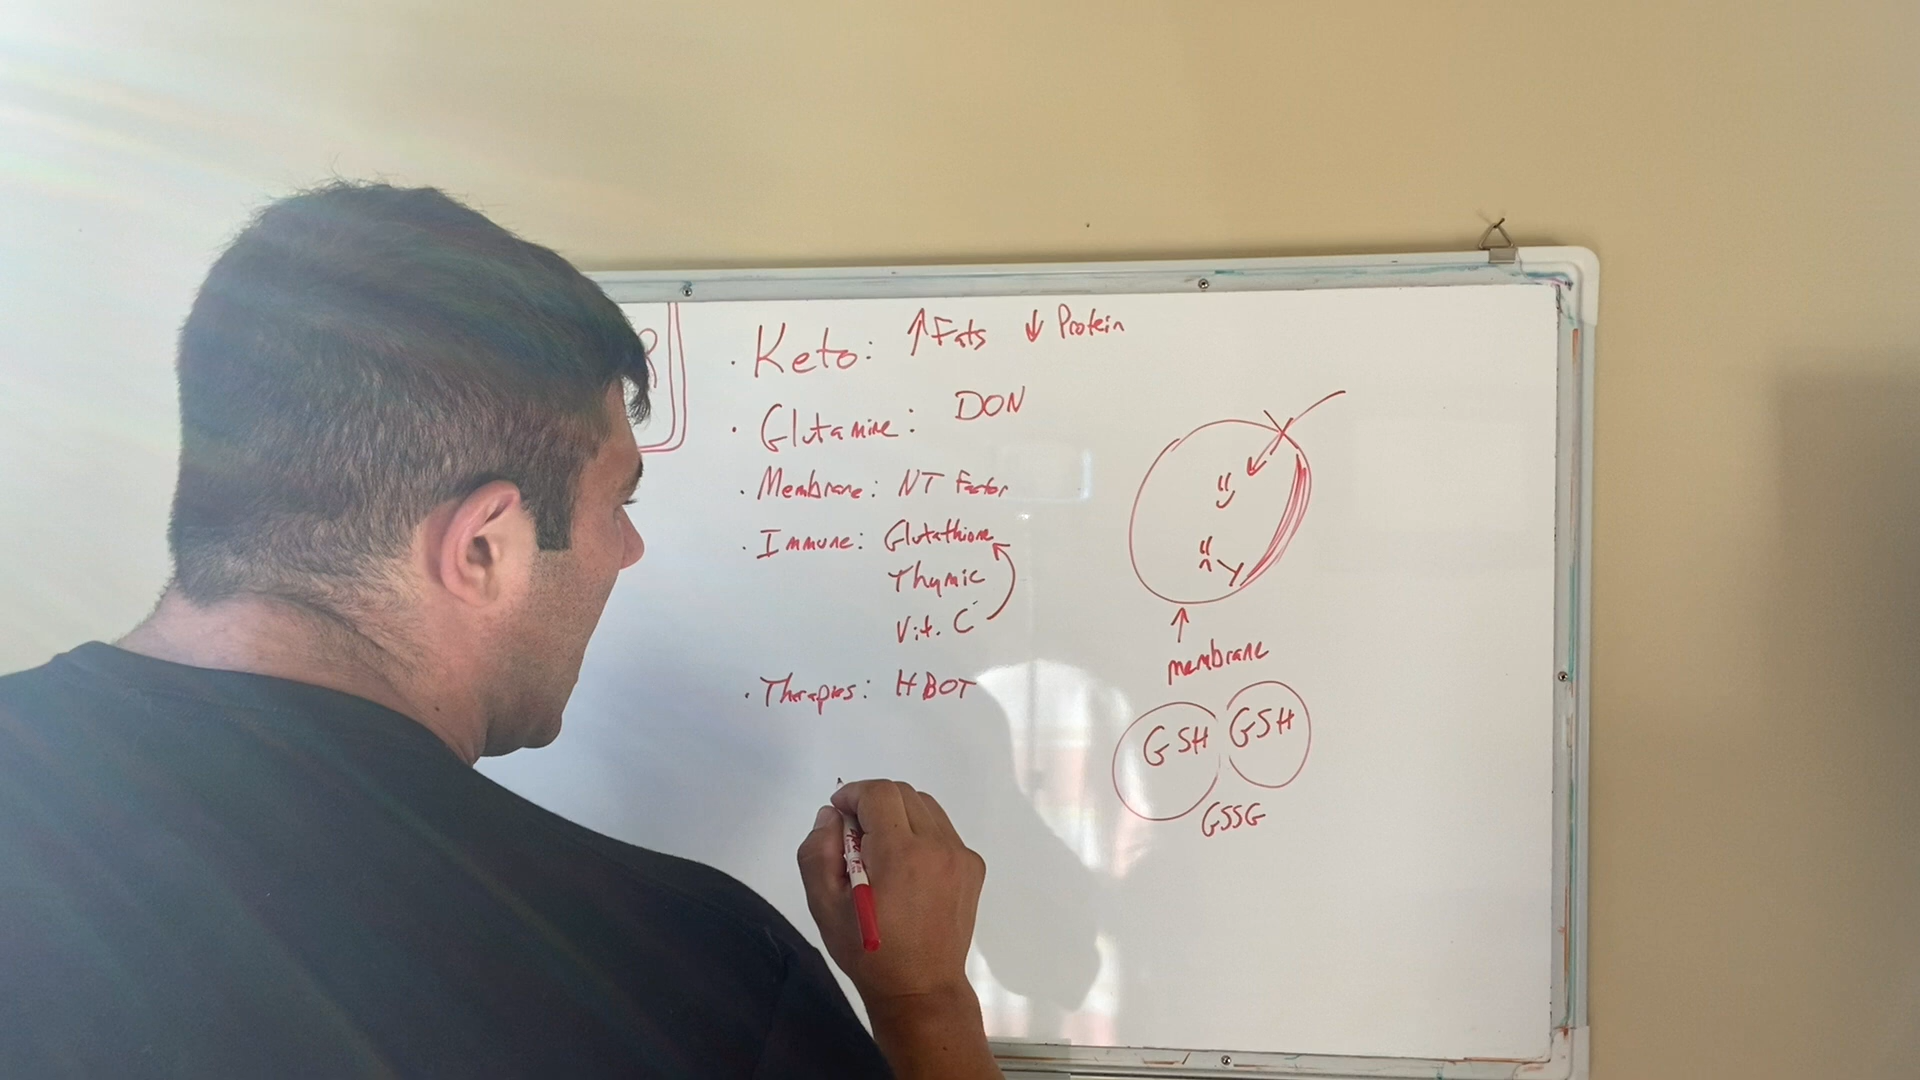 R
· Keto: ↑Fats ↓ Protein
· Glutamine: DON
· Membrane: NT Factor
· Immune: Glutathione
Thymic
Vit. C
· Therapies: HBOT
membrane
GSH GSH
GSSG